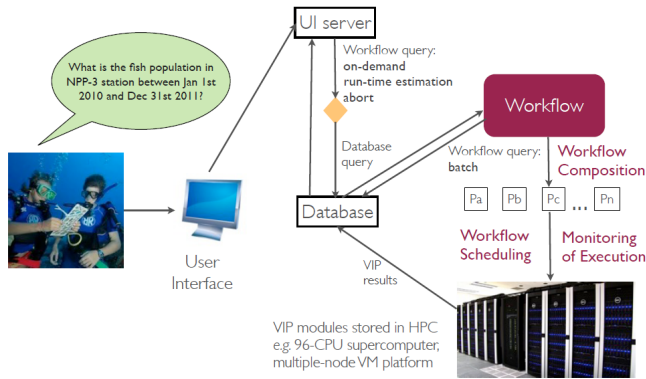 UI server
What is the fish population in
NPP-3 station between Jan 1st
2010 and Dec 31st 2011?
Workflow query:
on-demand
run-time estimation
abort
Workflow
Database
query
Workflow query:
batch
Workflow
Composition
Pa
Pb
Pc
...
Pn
Database
User
Interface
Workflow
Scheduling
Monitoring
of Execution
VIP
results
VIP modules stored in HPC
e.g. 96-CPU supercomputer,
multiple-node VM platform